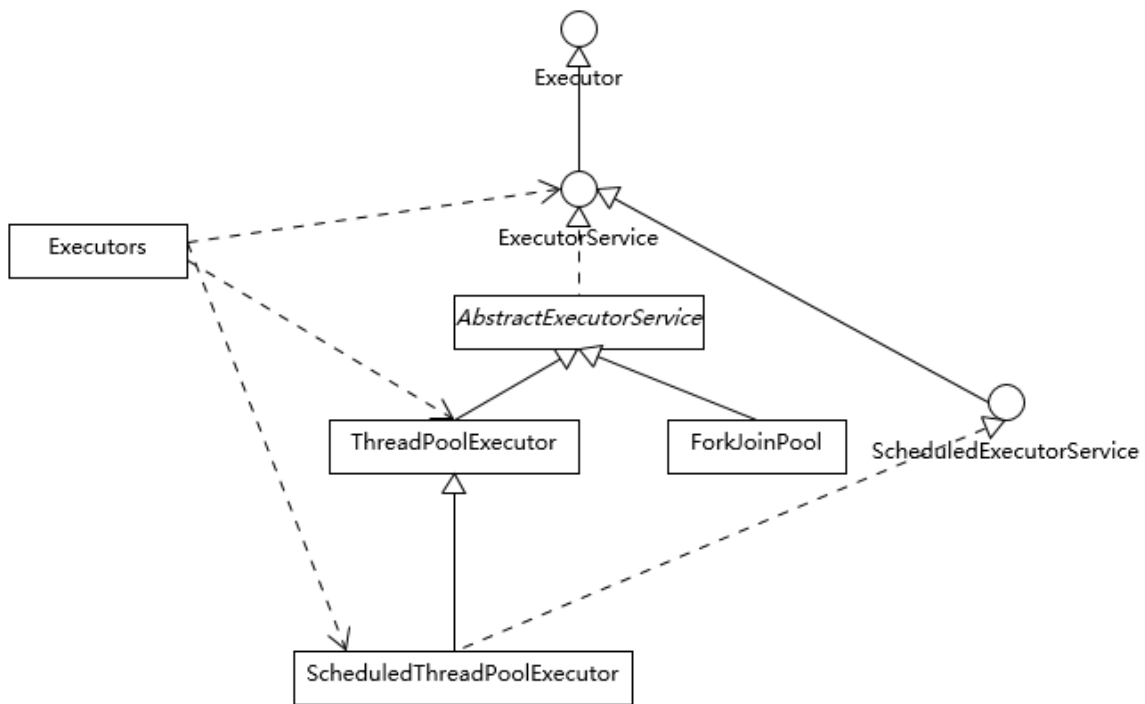 Executor
ExecutorService
Executors
AbstractExecutorService
ThreadPoolExecutor
ForkJoinPool
ScheduledExecutorService
ScheduledThreadPoolExecutor